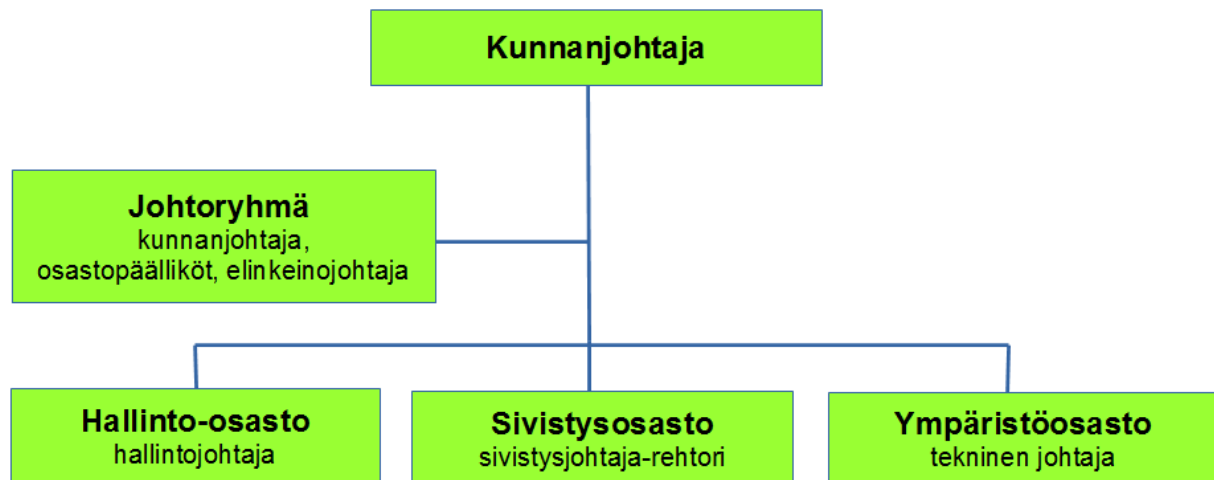 Kunnanjohtaja
Johtoryhmä
kunnanjohtaja,
osastopäälliköt, elinkeinojohtaja
Hallinto-osasto
hallintojohtaja
Sivistysosasto
sivistysjohtaja-rehtori
Ympäristöosasto
tekninen johtaja